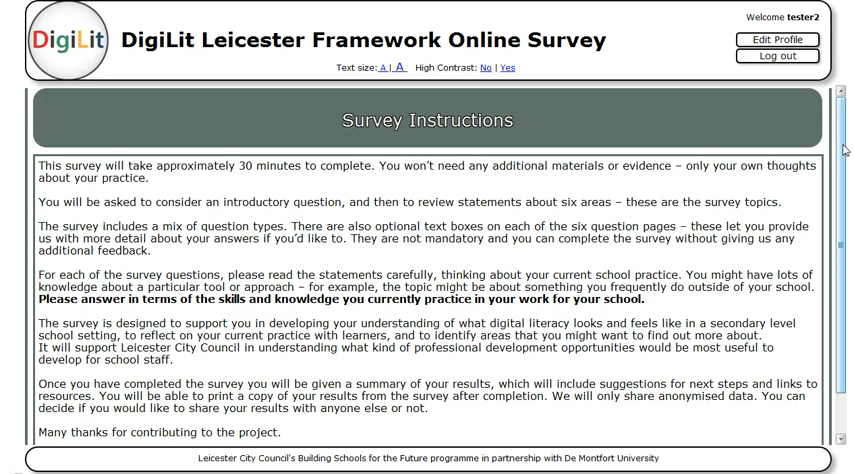 DigiLit
DigiLit Leicester Framework Online Survey
Welcome tester2
Edit Profile
Log out
Text size: A | A High Contrast: No | Yes
Survey Instructions
This survey will take approximately 30 minutes to complete. You won't need any additional materials or evidence – only your own thoughts
about your practice.
You will be asked to consider an introductory question, and then to review statements about six areas – these are the survey topics.
The survey includes a mix of question types. There are also optional text boxes on each of the six question pages – these let you provide
us with more detail about your answers if you'd like to. They are not mandatory and you can complete the survey without giving us any
additional feedback.
For each of the survey questions, please read the statements carefully, thinking about your current school practice. You might have lots of
knowledge about a particular tool or approach – for example, the topic might be about something you frequently do outside of your school.
Please answer in terms of the skills and knowledge you currently practice in your work for your school.
The survey is designed to support you in developing your understanding of what digital literacy looks and feels like in a secondary level
school setting, to reflect on your current practice with learners, and to identify areas that you might want to find out more about.
It will support Leicester City Council in understanding what kind of professional development opportunities would be most useful to
develop for school staff.
Once you have completed the survey you will be given a summary of your results, which will include suggestions for next steps and links to
resources. You will be able to print a copy of your results from the survey after completion. We will only share anonymised data. You can
decide if you would like to share your results with anyone else or not.
Many thanks for contributing to the project.
Leicester City Council's Building Schools for the Future programme in partnership with De Montfort University